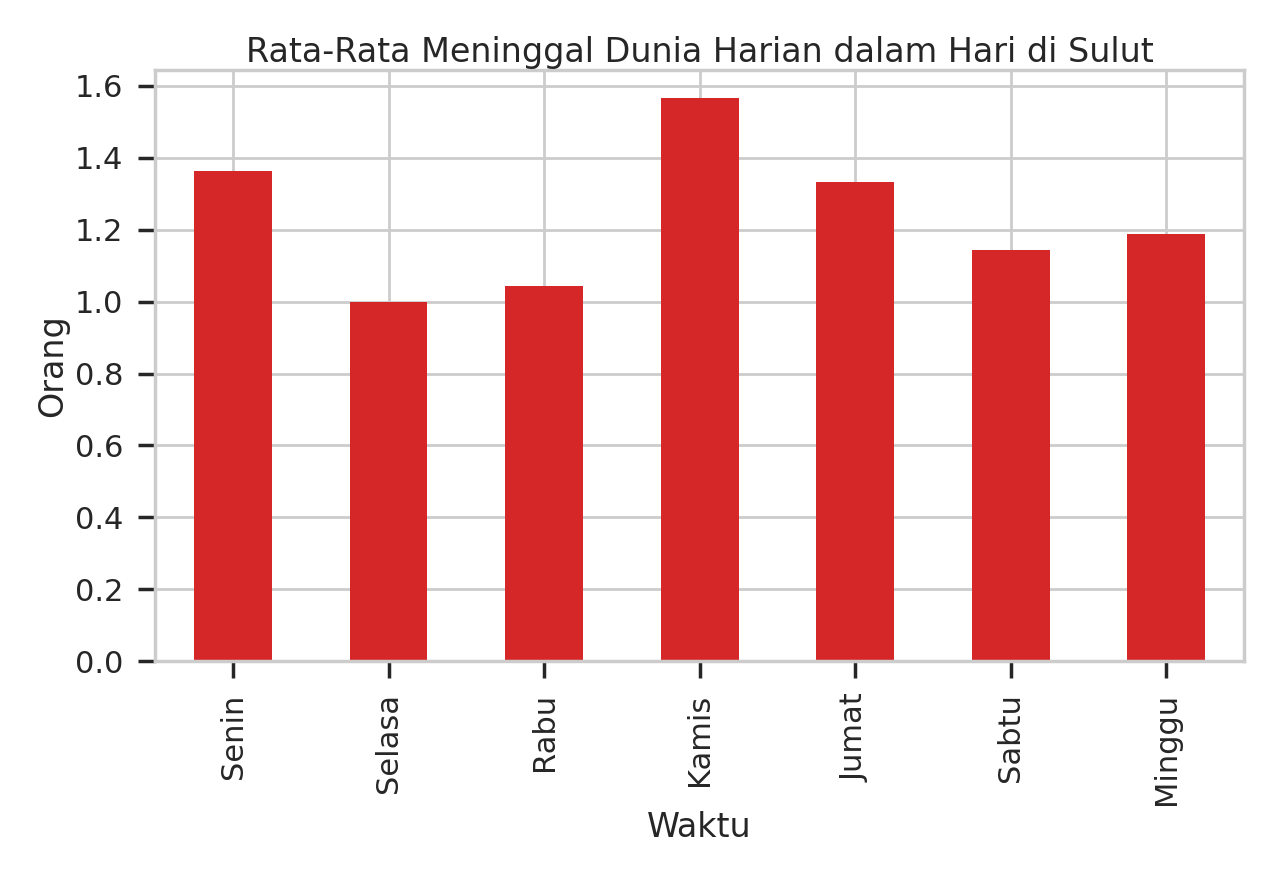 Rata-Rata Meninggal Dunia Harian dalam Hari di Sulut
1.6
1.4
1.2
1.0
0.8
0.6
0.4
0.2
0.0
Orang
Senin
Selasa
Rabu
Kamis
Jumat
Sabtu
Minggu
Waktu